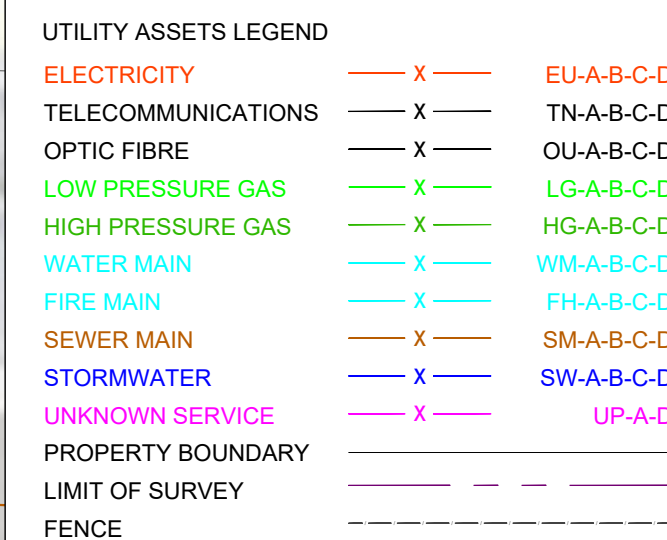 UTILITY ASSETS LEGEND
ELECTRICITY X EU-A-B-C-D
TELECOMMUNICATIONS X TN-A-B-C-D
OPTIC FIBRE X OU-A-B-C-D
LOW PRESSURE GAS X LG-A-B-C-D
HIGH PRESSURE GAS X HG-A-B-C-D
WATER MAIN X WM-A-B-C-D
FIRE MAIN X FH-A-B-C-D
SEWER MAIN X SM-A-B-C-D
STORMWATER X SW-A-B-C-D
UNKNOWN SERVICE X UP-A-D
PROPERTY BOUNDARY
LIMIT OF SURVEY
FENCE